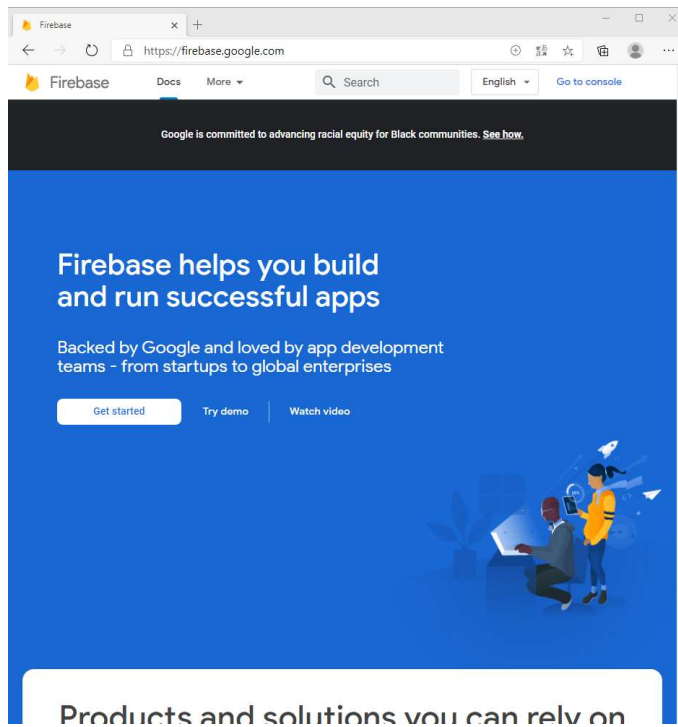 Firebase
https://firebase.google.com
Firebase
Docs
More
Search
English
Go to console
Google is committed to advancing racial equity for Black communities. See how.
Firebase helps you build
and run successful apps
Backed by Google and loved by app development
teams - from startups to global enterprises
Get started
Try demo
Watch video
Products and solutions you can rely on